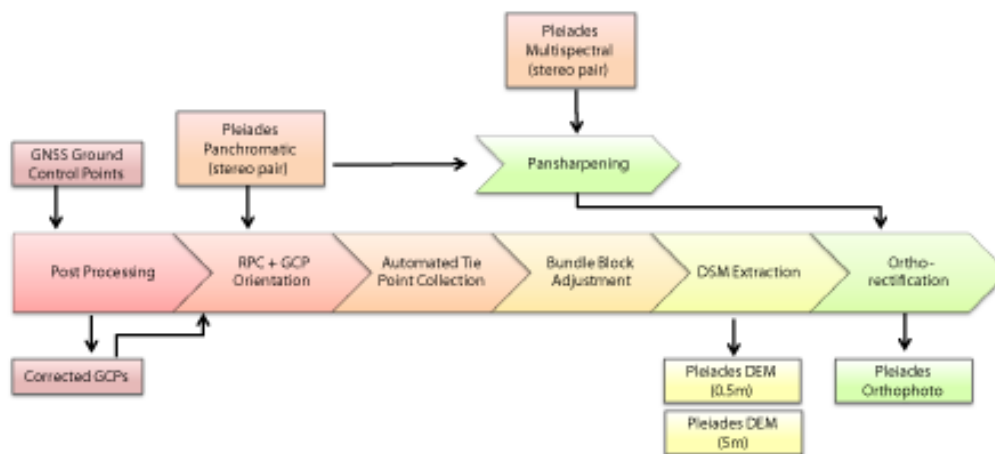 Pleiades
Multispectral
(stereo pair)
Pleiades
Panchromatic
(stereo pair)
GNSS Ground
Control Points
Pansharpening
Post Processing
RPC + GCP
Orientation
Automated Tie
Point Collection
Bundle Block
Adjustment
DSM Extraction
Ortho-
rectification
Corrected GCPs
Pleiades DEM
(0.5m)
Pleiades DEM
(5m)
Pleiades
Orthophoto